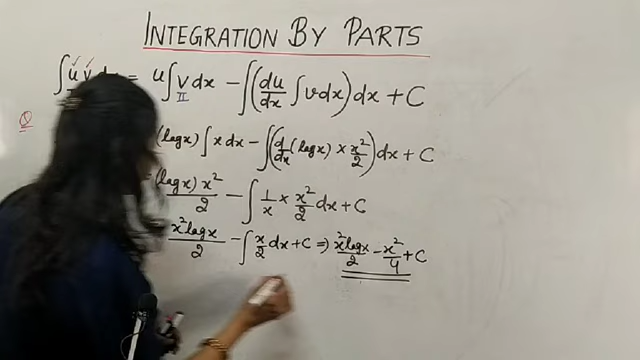 INTEGRATION BY PARTS
∫ u v dx = u ∫ v dx − ∫ (du/dx ∫ v dx) dx + C
II
Q
(log x) ∫ x dx − ∫ (d/dx (log x) × x²/2) dx + C
= (log x) x²/2 − ∫ 1/x × x²/2 dx + C
x² log x/2 − ∫ x/2 dx + C ⇒ x² log x/2 − x²/4 + C